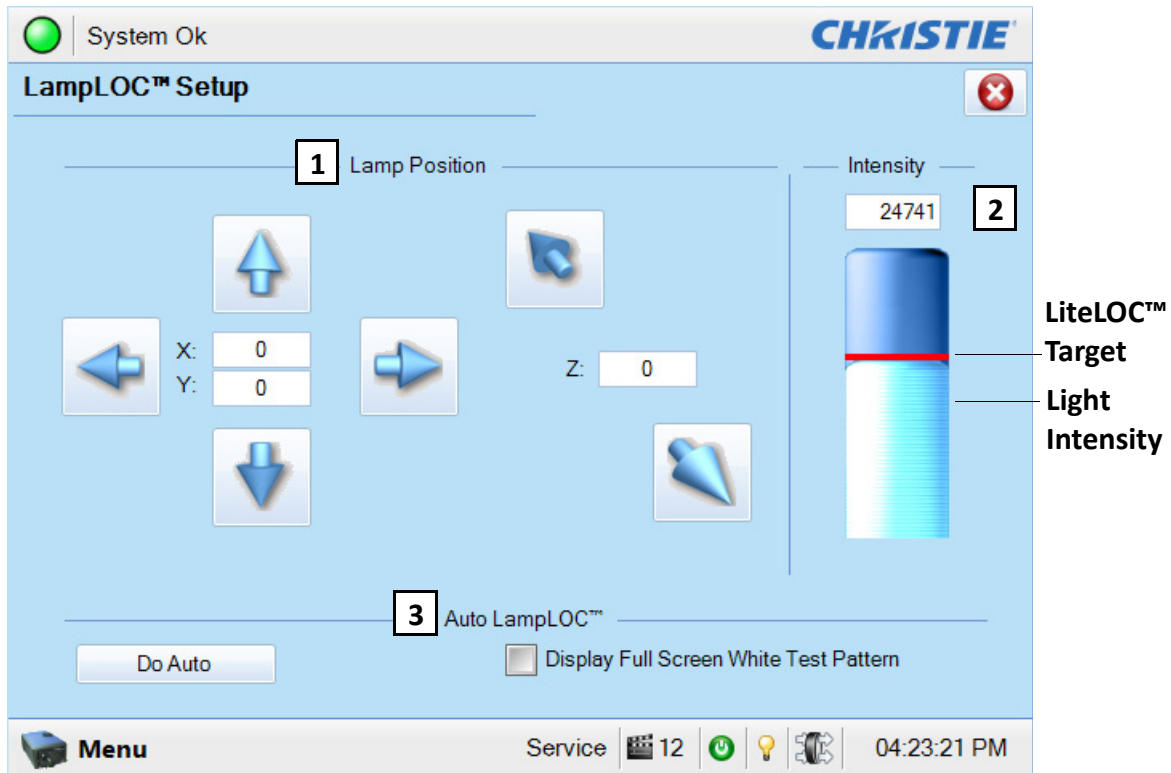 System Ok
CHRISTIE
LampLOC™ Setup
1 Lamp Position
Intensity
24741
2
X: 0
Y: 0
Z: 0
LiteLOC™
Target
Light
Intensity
3 Auto LampLOC™
Do Auto
Display Full Screen White Test Pattern
Menu
Service
12
04:23:21 PM